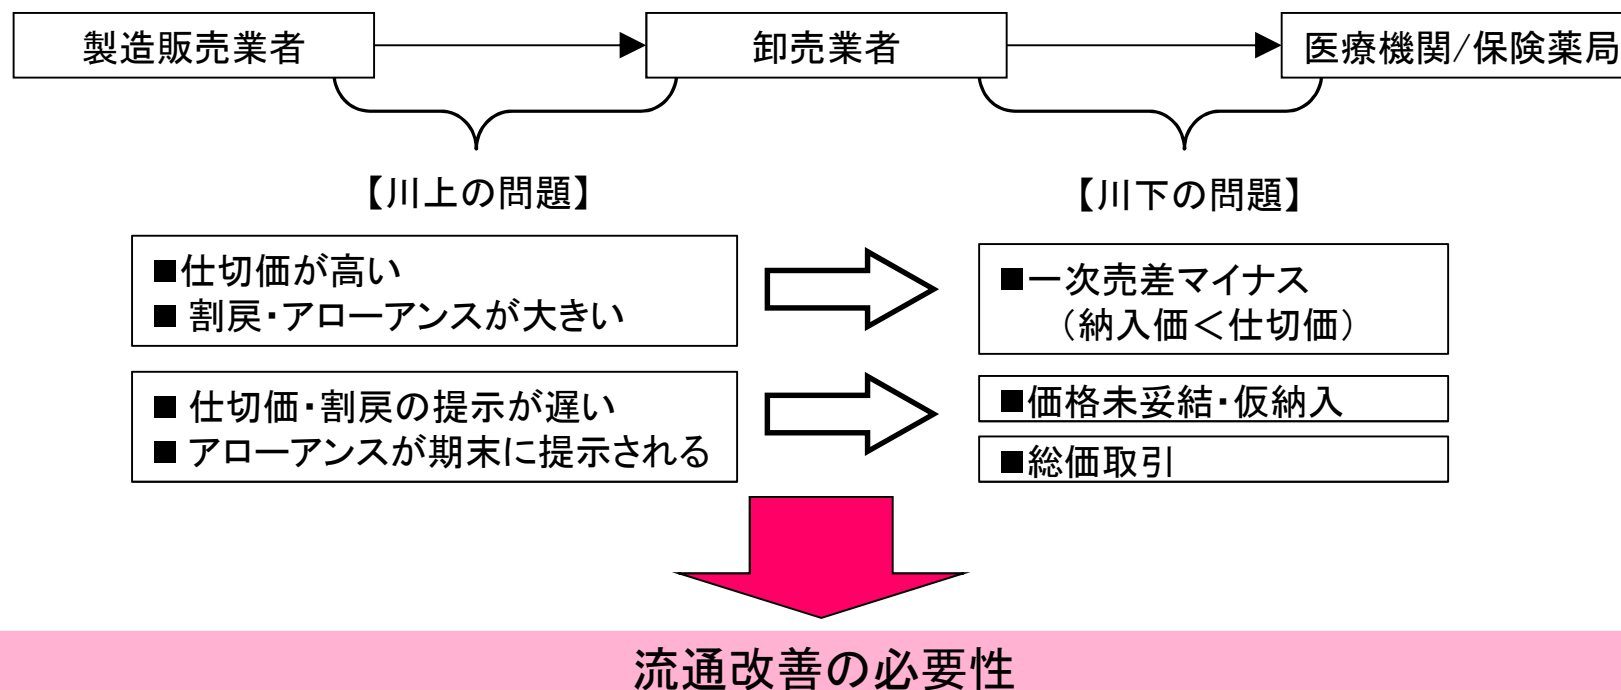 製造販売業者
卸売業者
医療機関/保険薬局
【川上の問題】
【川下の問題】
■仕切価が高い
■ 割戻・アローアンスが大きい
■一次売差マイナス
（納入価＜仕切価）
■ 仕切価・割戻の提示が遅い
■ アローアンスが期末に提示される
■価格未妥結・仮納入
■総価取引
流通改善の必要性